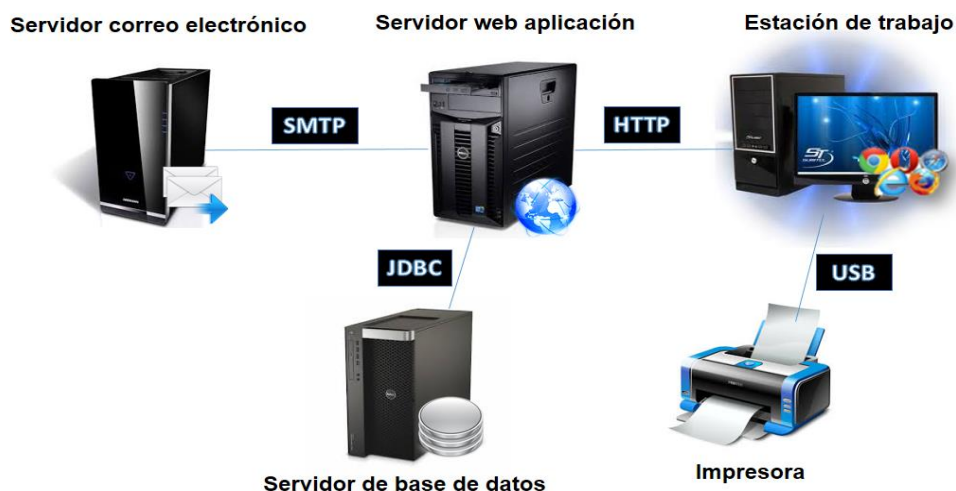 Servidor correo electrónico
Servidor web aplicación
Estación de trabajo
SMTP
HTTP
JDBC
USB
Servidor de base de datos
Impresora